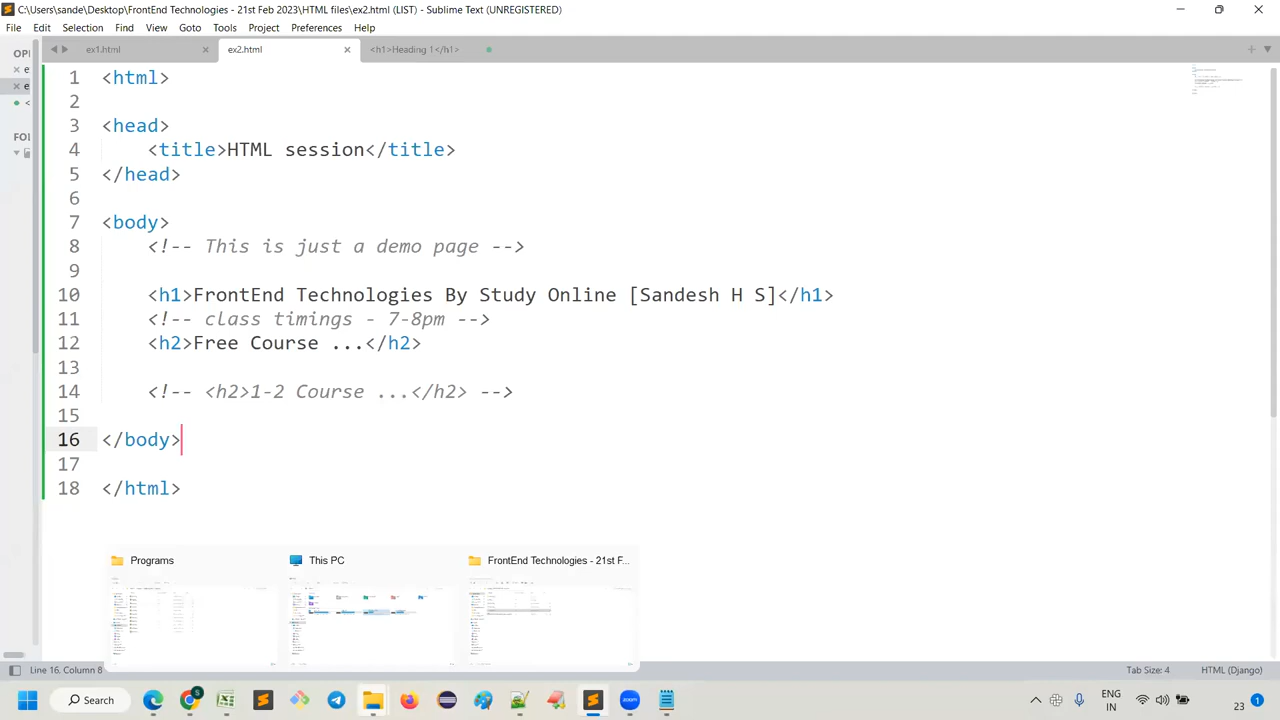 C:\Users\sande\Desktop\FrontEnd Technologies - 21st Feb 2023\HTML files\ex2.html (LIST) - Sublime Text (UNREGISTERED)
File Edit Selection Find View Goto Tools Project Preferences Help
ex1.html ex2.html <h1>Heading 1</h1>
1 <html>
2
3 <head>
4 <title>HTML session</title>
5 </head>
6
7 <body>
8 <!-- This is just a demo page -->
9
10 <h1>FrontEnd Technologies By Study Online [Sandesh H S]</h1>
11 <!-- class timings - 7-8pm -->
12 <h2>Free Course ...</h2>
13
14 <!-- <h2>1-2 Course ...</h2> -->
15
16 </body>
17
18 </html>
Programs This PC FrontEnd Technologies - 21st F...
Line 16, Column 8 Tab Size: 4 HTML (Django)
Search ENG
IN 23 1